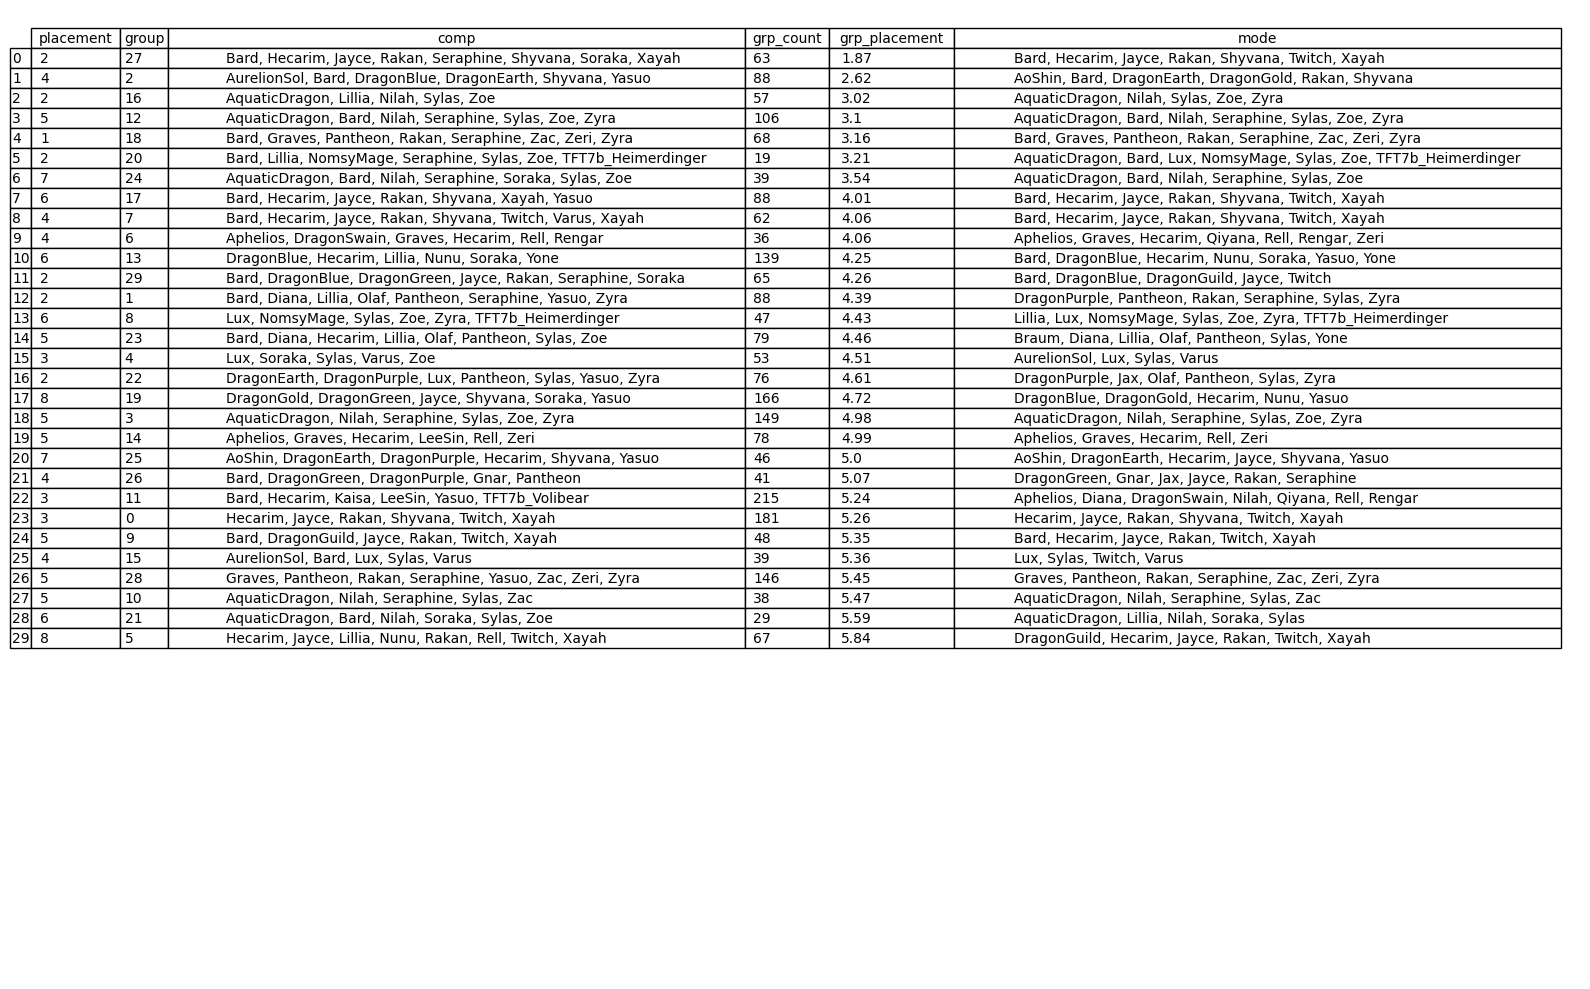 placement group comp grp_count grp_placement mode
0 2 27 Bard, Hecarim, Jayce, Rakan, Seraphine, Shyvana, Soraka, Xayah 63 1.87 Bard, Hecarim, Jayce, Rakan, Shyvana, Twitch, Xayah
1 4 2 AurelionSol, Bard, DragonBlue, DragonEarth, Shyvana, Yasuo 88 2.62 AoShin, Bard, DragonEarth, DragonGold, Rakan, Shyvana
2 2 16 AquaticDragon, Lillia, Nilah, Sylas, Zoe 57 3.02 AquaticDragon, Nilah, Sylas, Zoe, Zyra
3 5 12 AquaticDragon, Bard, Nilah, Seraphine, Sylas, Zoe, Zyra 106 3.1 AquaticDragon, Bard, Nilah, Seraphine, Sylas, Zoe, Zyra
4 1 18 Bard, Graves, Pantheon, Rakan, Seraphine, Zac, Zeri, Zyra 68 3.16 Bard, Graves, Pantheon, Rakan, Seraphine, Zac, Zeri, Zyra
5 2 20 Bard, Lillia, NomsyMage, Seraphine, Sylas, Zoe, TFT7b_Heimerdinger 19 3.21 AquaticDragon, Bard, Lux, NomsyMage, Sylas, Zoe, TFT7b_Heimerdinger
6 7 24 AquaticDragon, Bard, Nilah, Seraphine, Soraka, Sylas, Zoe 39 3.54 AquaticDragon, Bard, Nilah, Seraphine, Sylas, Zoe
7 6 17 Bard, Hecarim, Jayce, Rakan, Shyvana, Xayah, Yasuo 88 4.01 Bard, Hecarim, Jayce, Rakan, Shyvana, Twitch, Xayah
8 4 7 Bard, Hecarim, Jayce, Rakan, Shyvana, Twitch, Varus, Xayah 62 4.06 Bard, Hecarim, Jayce, Rakan, Shyvana, Twitch, Xayah
9 4 6 Aphelios, DragonSwain, Graves, Hecarim, Rell, Rengar 36 4.06 Aphelios, Graves, Hecarim, Qiyana, Rell, Rengar, Zeri
10 6 13 DragonBlue, Hecarim, Lillia, Nunu, Soraka, Yone 139 4.25 Bard, DragonBlue, Hecarim, Nunu, Soraka, Yasuo, Yone
11 2 29 Bard, DragonBlue, DragonGreen, Jayce, Rakan, Seraphine, Soraka 65 4.26 Bard, DragonBlue, DragonGuild, Jayce, Twitch
12 2 1 Bard, Diana, Lillia, Olaf, Pantheon, Seraphine, Yasuo, Zyra 88 4.39 DragonPurple, Pantheon, Rakan, Seraphine, Sylas, Zyra
13 6 8 Lux, NomsyMage, Sylas, Zoe, Zyra, TFT7b_Heimerdinger 47 4.43 Lillia, Lux, NomsyMage, Sylas, Zoe, Zyra, TFT7b_Heimerdinger
14 5 23 Bard, Diana, Hecarim, Lillia, Olaf, Pantheon, Sylas, Zoe 79 4.46 Braum, Diana, Lillia, Olaf, Pantheon, Sylas, Yone
15 3 4 Lux, Soraka, Sylas, Varus, Zoe 53 4.51 AurelionSol, Lux, Sylas, Varus
16 2 22 DragonEarth, DragonPurple, Lux, Pantheon, Sylas, Yasuo, Zyra 76 4.61 DragonPurple, Jax, Olaf, Pantheon, Sylas, Zyra
17 8 19 DragonGold, DragonGreen, Jayce, Shyvana, Soraka, Yasuo 166 4.72 DragonBlue, DragonGold, Hecarim, Nunu, Yasuo
18 5 3 AquaticDragon, Nilah, Seraphine, Sylas, Zoe, Zyra 149 4.98 AquaticDragon, Nilah, Seraphine, Sylas, Zoe, Zyra
19 5 14 Aphelios, Graves, Hecarim, LeeSin, Rell, Zeri 78 4.99 Aphelios, Graves, Hecarim, Rell, Zeri
20 7 25 AoShin, DragonEarth, DragonPurple, Hecarim, Shyvana, Yasuo 46 5.0 AoShin, DragonEarth, Hecarim, Jayce, Shyvana, Yasuo
21 4 26 Bard, DragonGreen, DragonPurple, Gnar, Pantheon 41 5.07 DragonGreen, Gnar, Jax, Jayce, Rakan, Seraphine
22 3 11 Bard, Hecarim, Kaisa, LeeSin, Yasuo, TFT7b_Volibear 215 5.24 Aphelios, Diana, DragonSwain, Nilah, Qiyana, Rell, Rengar
23 3 0 Hecarim, Jayce, Rakan, Shyvana, Twitch, Xayah 181 5.26 Hecarim, Jayce, Rakan, Shyvana, Twitch, Xayah
24 5 9 Bard, DragonGuild, Jayce, Rakan, Twitch, Xayah 48 5.35 Bard, Hecarim, Jayce, Rakan, Twitch, Xayah
25 4 15 AurelionSol, Bard, Lux, Sylas, Varus 39 5.36 Lux, Sylas, Twitch, Varus
26 5 28 Graves, Pantheon, Rakan, Seraphine, Yasuo, Zac, Zeri, Zyra 146 5.45 Graves, Pantheon, Rakan, Seraphine, Zac, Zeri, Zyra
27 5 10 AquaticDragon, Nilah, Seraphine, Sylas, Zac 38 5.47 AquaticDragon, Nilah, Seraphine, Sylas, Zac
28 6 21 AquaticDragon, Bard, Nilah, Soraka, Sylas, Zoe 29 5.59 AquaticDragon, Lillia, Nilah, Soraka, Sylas
29 8 5 Hecarim, Jayce, Lillia, Nunu, Rakan, Rell, Twitch, Xayah 67 5.84 DragonGuild, Hecarim, Jayce, Rakan, Twitch, Xayah